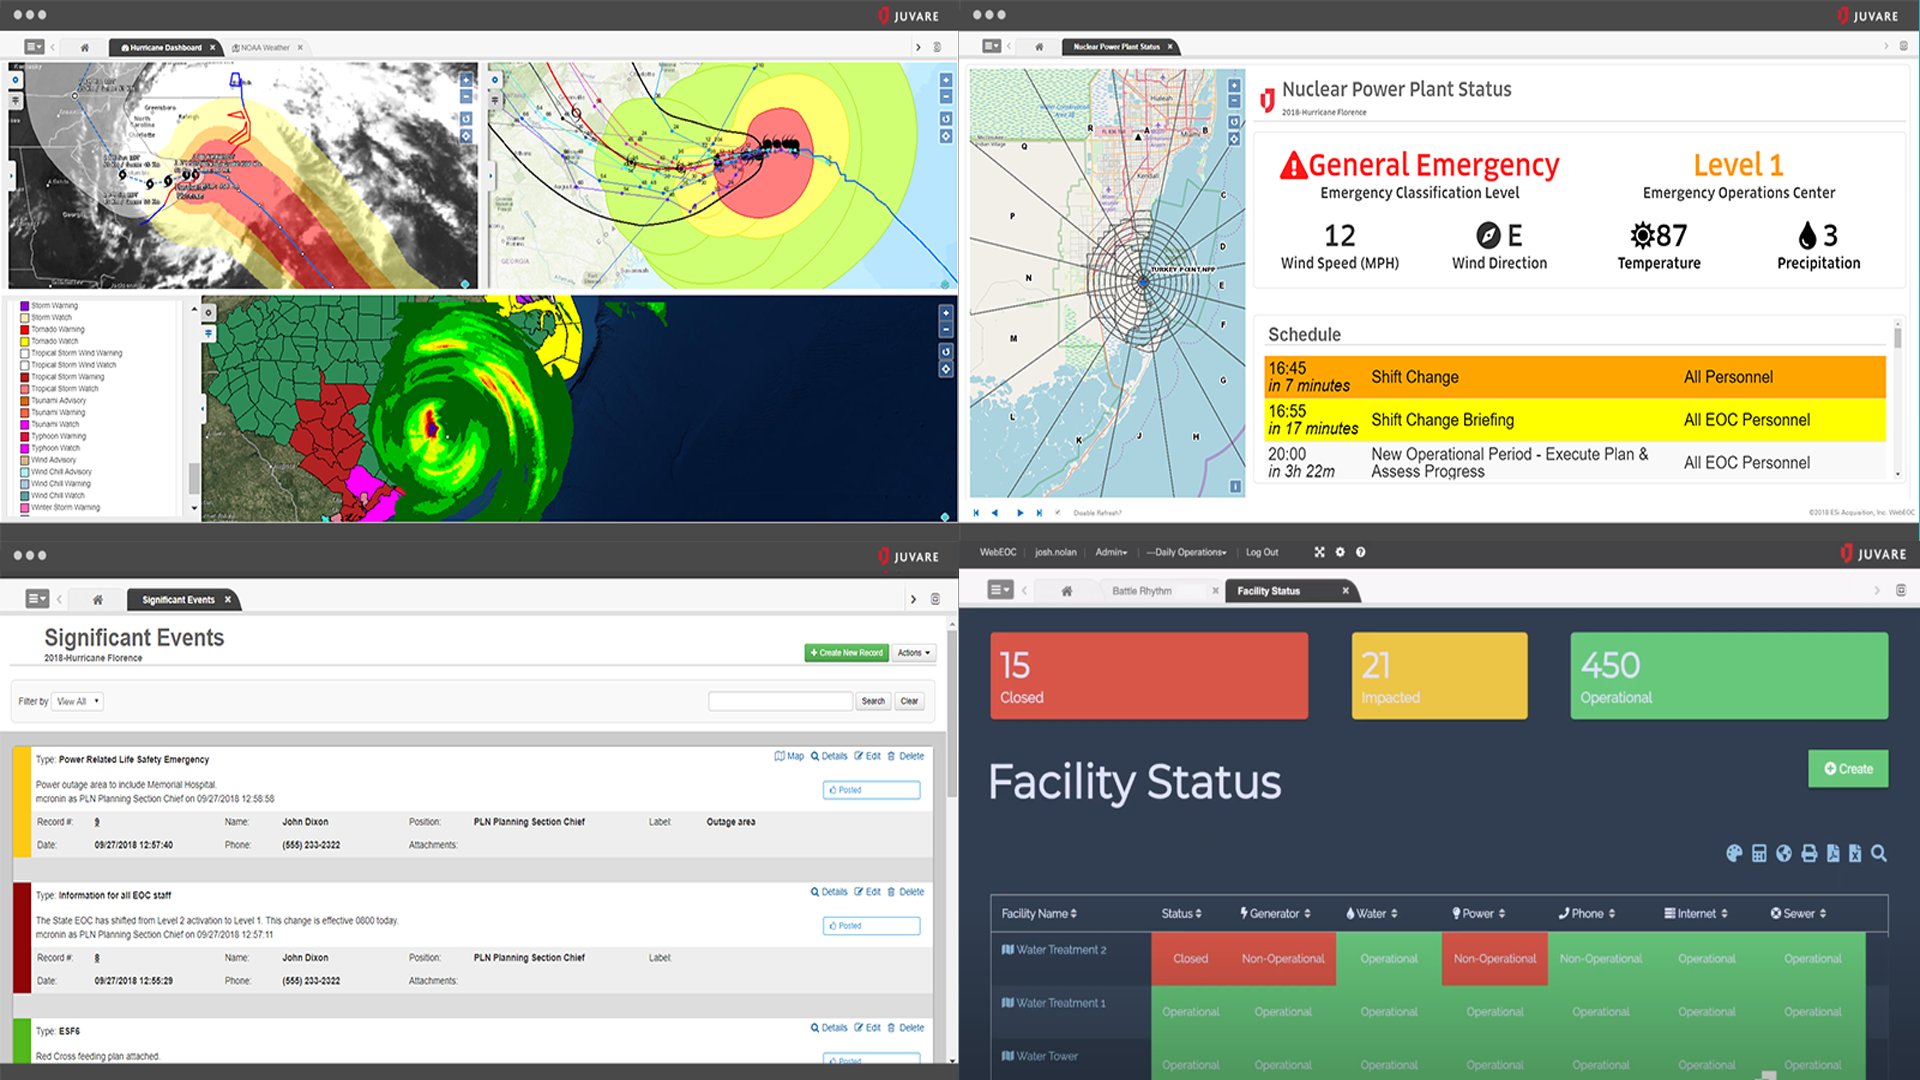 JUVARE
Hurricane Dashboard ×
NOAA Weather ×
Greensboro
North Carolina
Raleigh
Charlotte
Charlotte
GEORGIA
Savannah
Storm Warning
Storm Watch
Tornado Warning
Tornado Watch
Tropical Storm Wind Warning
Tropical Storm Wind Watch
Tropical Storm Warning
Tropical Storm Watch
Tsunami Advisory
Tsunami Warning
Tsunami Watch
Typhoon Warning
Typhoon Watch
Wind Advisory
Wind Chill Advisory
Wind Chill Warning
Wind Chill Watch
Winter Storm Warning
JUVARE
Nuclear Power Plant Status ×
Hialeah
R A Miami B
Q
Kendall
C
P
D
TURKEY POINT NPP
N
E
F
M
G
L
K J H
Nuclear Power Plant Status
2018-Hurricane Florence
General Emergency
Emergency Classification Level
Level 1
Emergency Operations Center
12
Wind Speed (MPH)
E
Wind Direction
87
Temperature
3
Precipitation
Schedule
16:45
in 7 minutes
Shift Change
All Personnel
16:55
in 17 minutes
Shift Change Briefing
All EOC Personnel
20:00
in 3h 22m
New Operational Period - Execute Plan &
Assess Progress
All EOC Personnel
Disable Refresh?
©2018 ESi Acquisition, Inc. WebEOC
JUVARE
Significant Events ×
Significant Events
2018-Hurricane Florence
+ Create New Record
Actions
Filter by View All
Search
Clear
Type: Power Related Life Safety Emergency
Map Details Edit Delete
Power outage area to include Memorial Hospital.
mcronin as PLN Planning Section Chief on 09/27/2018 12:58:58
Posted
Record #: 9 Name: John Dixon Position: PLN Planning Section Chief Label: Outage area
Date: 09/27/2018 12:57:40 Phone: (555) 233-2322 Attachments:
Type: Information for all EOC staff
Details Edit Delete
The State EOC has shifted from Level 2 activation to Level 1. This change is effective 0800 today.
mcronin as PLN Planning Section Chief on 09/27/2018 12:57:11
Posted
Record #: 8 Name: John Dixon Position: PLN Planning Section Chief Label:
Date: 09/27/2018 12:55:29 Phone: (555) 233-2322 Attachments:
Type: ESF6
Details Edit Delete
Red Cross feeding plan attached.
Posted
WebEOC josh.nolan Admin ---Daily Operations Log Out
JUVARE
Battle Rhythm ×
Facility Status ×
15
Closed
21
Impacted
450
Operational
Facility Status
Create
Facility Name Status Generator Water Power Phone Internet Sewer
Water Treatment 2 Closed Non-Operational Operational Non-Operational Non-Operational Operational Operational
Water Treatment 1 Operational Operational Operational Operational Operational Operational Operational
Water Tower Operational Operational Operational Operational Operational Operational Operational